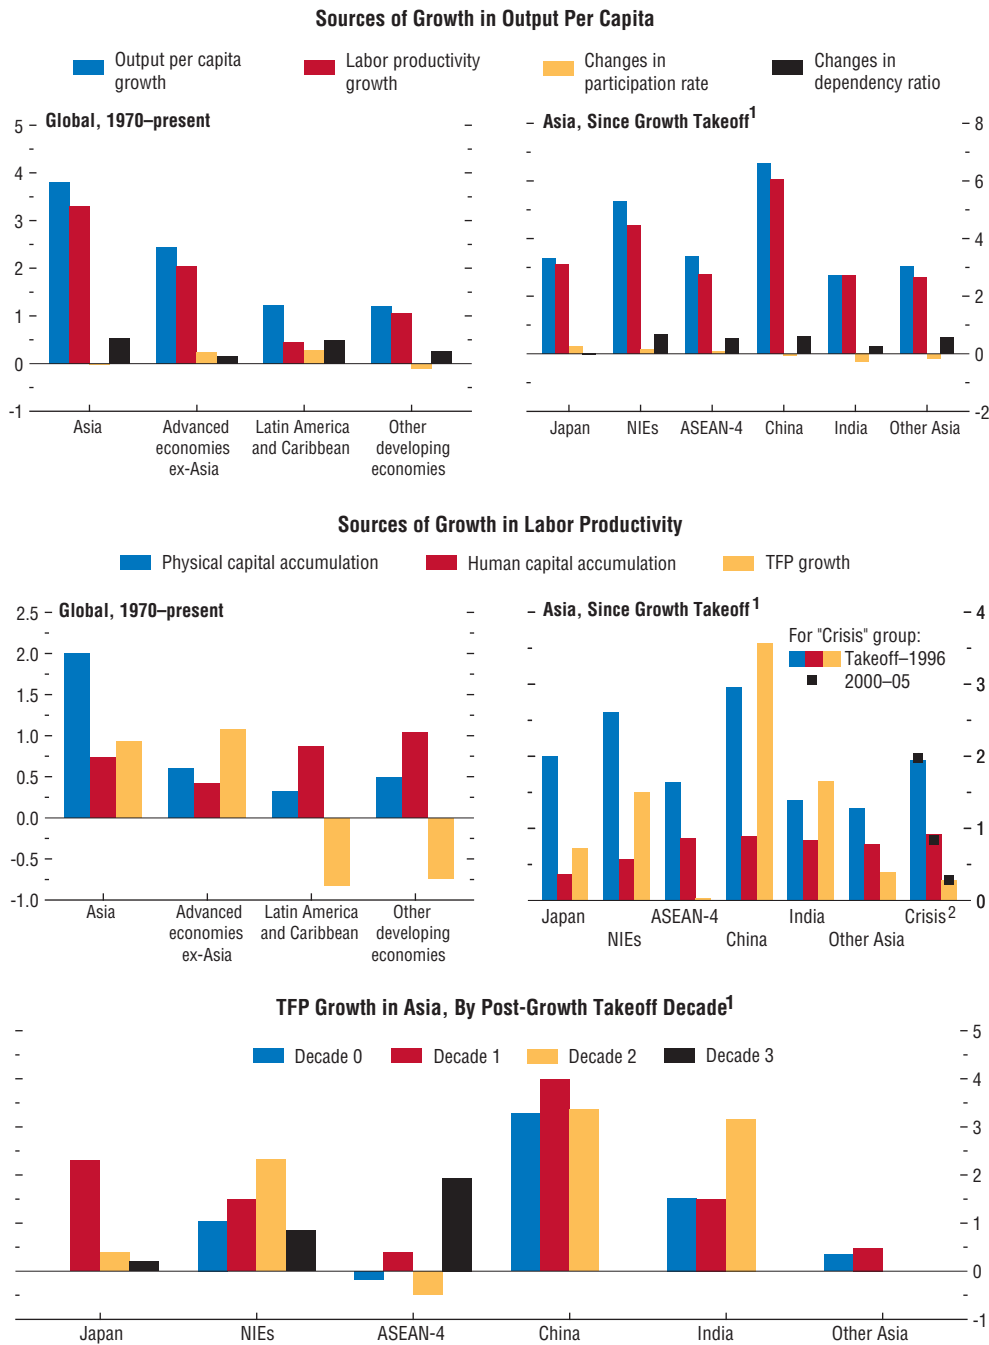 Sources of Growth in Output Per Capita
Output per capita growth
Labor productivity growth
Changes in participation rate
Changes in dependency ratio
Global, 1970–present
5
4
3
2
1
0
-1
Asia
Advanced economies ex-Asia
Latin America and Caribbean
Other developing economies
Asia, Since Growth Takeoff1
8
6
4
2
0
-2
Japan
NIEs
ASEAN-4
China
India
Other Asia
Sources of Growth in Labor Productivity
Physical capital accumulation
Human capital accumulation
TFP growth
Global, 1970–present
2.5
2.0
1.5
1.0
0.5
0.0
-0.5
-1.0
Asia
Advanced economies ex-Asia
Latin America and Caribbean
Other developing economies
Asia, Since Growth Takeoff1
For "Crisis" group:
Takeoff–1996
2000–05
4
3
2
1
0
Japan
NIEs
ASEAN-4
China
India
Other Asia
Crisis2
TFP Growth in Asia, By Post-Growth Takeoff Decade1
Decade 0
Decade 1
Decade 2
Decade 3
5
4
3
2
1
0
-1
Japan
NIEs
ASEAN-4
China
India
Other Asia